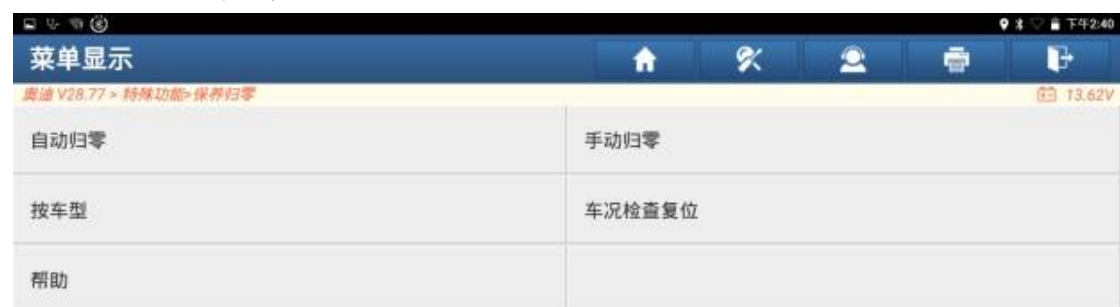 下午2:40
菜单显示
奥迪 V28.77 > 特殊功能>保养归零 13.62V
自动归零 手动归零
按车型 车况检查复位
帮助